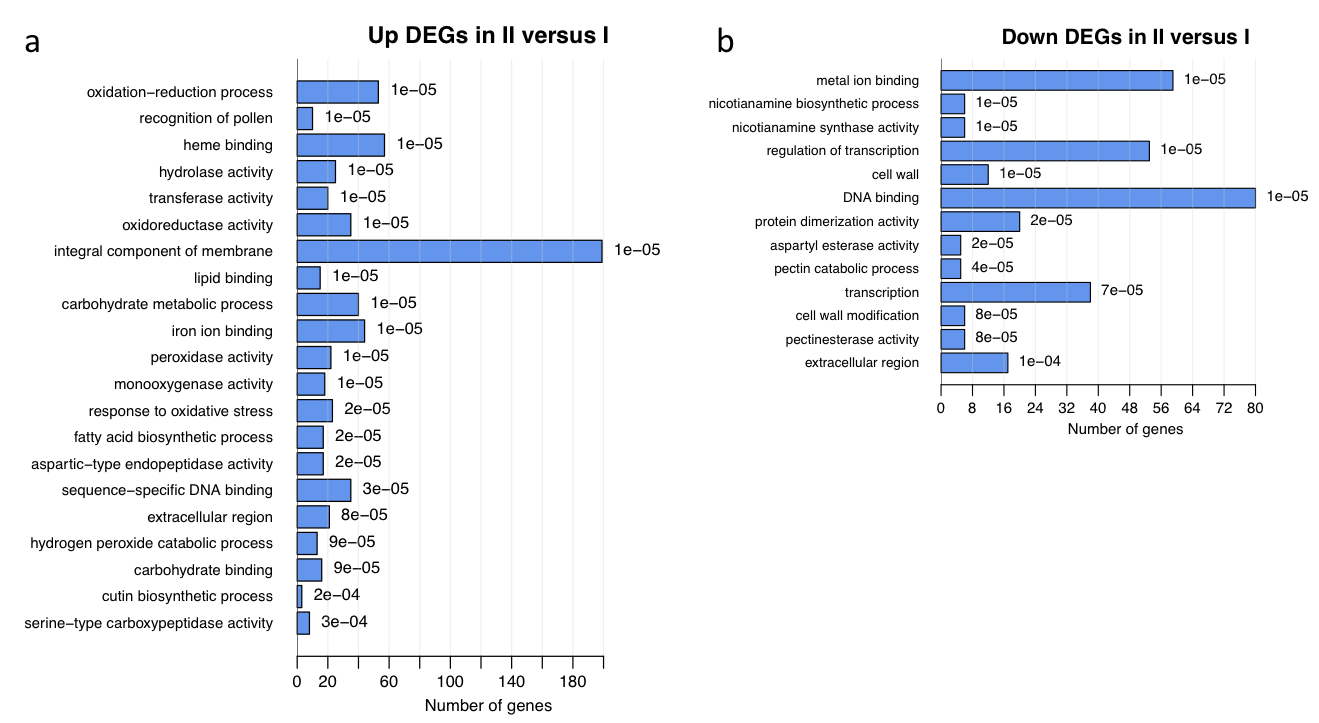 a
Up DEGs in II versus I
oxidation−reduction process 1e−05
recognition of pollen 1e−05
heme binding 1e−05
hydrolase activity 1e−05
transferase activity 1e−05
oxidoreductase activity 1e−05
integral component of membrane 1e−05
lipid binding 1e−05
carbohydrate metabolic process 1e−05
iron ion binding 1e−05
peroxidase activity 1e−05
monooxygenase activity 1e−05
response to oxidative stress 2e−05
fatty acid biosynthetic process 2e−05
aspartic−type endopeptidase activity 2e−05
sequence−specific DNA binding 3e−05
extracellular region 8e−05
hydrogen peroxide catabolic process 9e−05
carbohydrate binding 9e−05
cutin biosynthetic process 2e−04
serine−type carboxypeptidase activity 3e−04
0 20 60 100 140 180
Number of genes
b
Down DEGs in II versus I
metal ion binding 1e−05
nicotianamine biosynthetic process 1e−05
nicotianamine synthase activity 1e−05
regulation of transcription 1e−05
cell wall 1e−05
DNA binding 1e−05
protein dimerization activity 2e−05
aspartyl esterase activity 2e−05
pectin catabolic process 4e−05
transcription 7e−05
cell wall modification 8e−05
pectinesterase activity 8e−05
extracellular region 1e−04
0 8 16 24 32 40 48 56 64 72 80
Number of genes